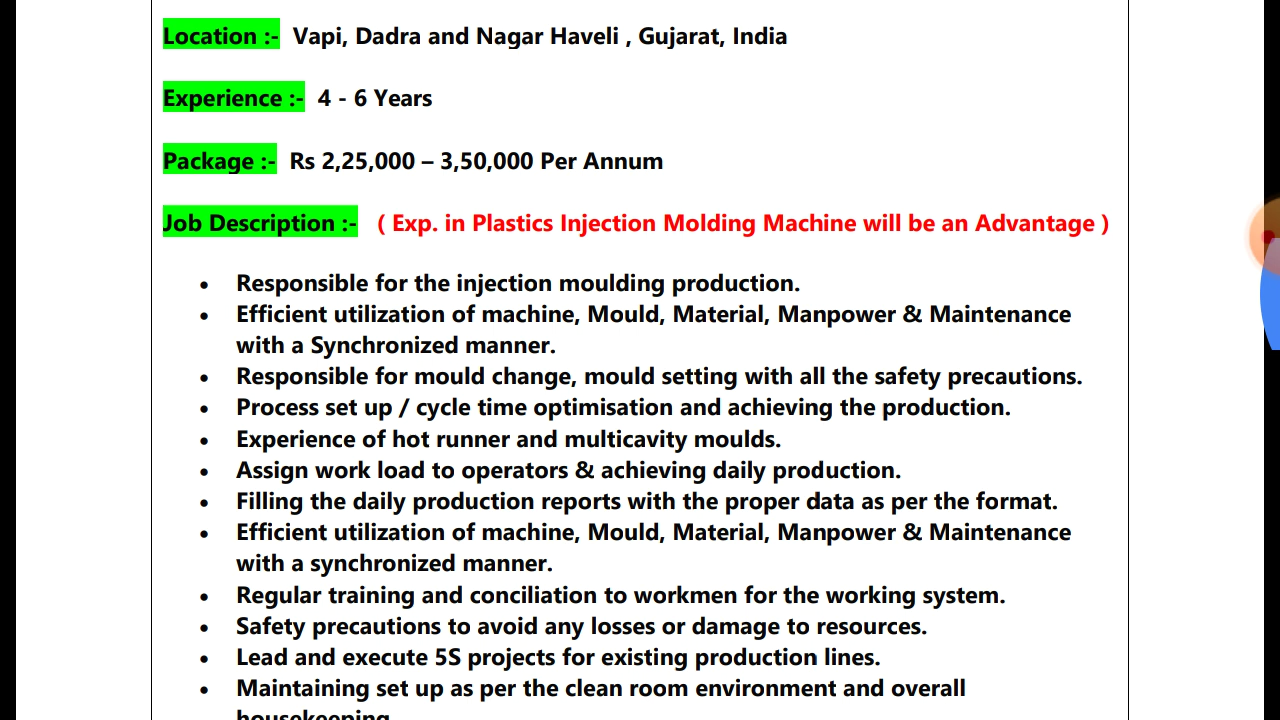 Location :- Vapi, Dadra and Nagar Haveli , Gujarat, India
Experience :- 4 - 6 Years
Package :- Rs 2,25,000 – 3,50,000 Per Annum
Job Description :- ( Exp. in Plastics Injection Molding Machine will be an Advantage )
• Responsible for the injection moulding production.
• Efficient utilization of machine, Mould, Material, Manpower & Maintenance
with a Synchronized manner.
• Responsible for mould change, mould setting with all the safety precautions.
• Process set up / cycle time optimisation and achieving the production.
• Experience of hot runner and multicavity moulds.
• Assign work load to operators & achieving daily production.
• Filling the daily production reports with the proper data as per the format.
• Efficient utilization of machine, Mould, Material, Manpower & Maintenance
with a synchronized manner.
• Regular training and conciliation to workmen for the working system.
• Safety precautions to avoid any losses or damage to resources.
• Lead and execute 5S projects for existing production lines.
• Maintaining set up as per the clean room environment and overall
housekeeping